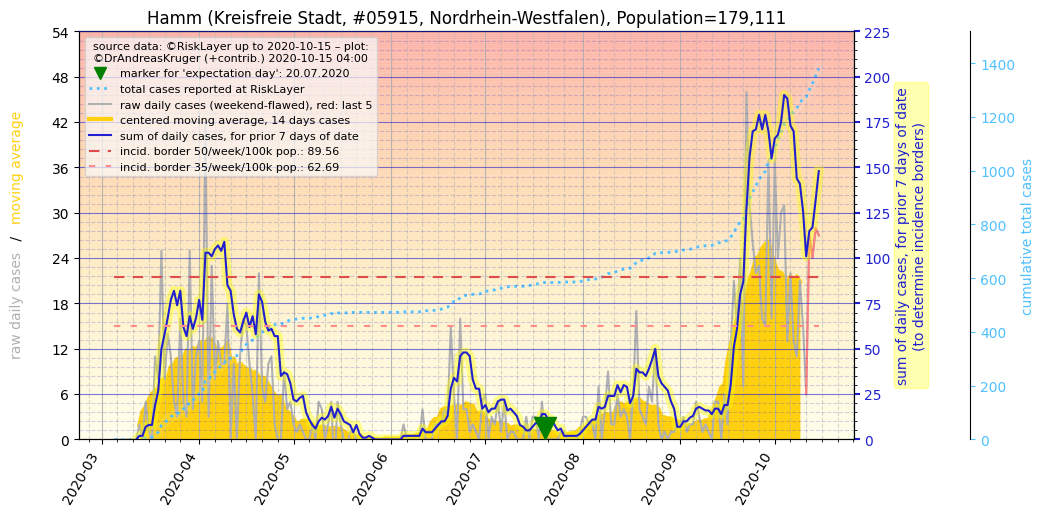 Hamm (Kreisfreie Stadt, #05915, Nordrhein-Westfalen), Population=179,111
source data: ©RiskLayer up to 2020-10-15 – plot:
©DrAndreasKruger (+contrib.) 2020-10-15 04:00
marker for 'expectation day': 20.07.2020
total cases reported at RiskLayer
raw daily cases (weekend-flawed), red: last 5
centered moving average, 14 days cases
sum of daily cases, for prior 7 days of date
incid. border 50/week/100k pop.: 89.56
incid. border 35/week/100k pop.: 62.69
raw daily cases / moving average
54
48
42
36
30
24
18
12
6
0
2020-03
2020-04
2020-05
2020-06
2020-07
2020-08
2020-09
2020-10
225
200
175
150
125
100
75
50
25
0
sum of daily cases, for prior 7 days of date
(to determine incidence borders)
1400
1200
1000
800
600
400
200
0
cumulative total cases